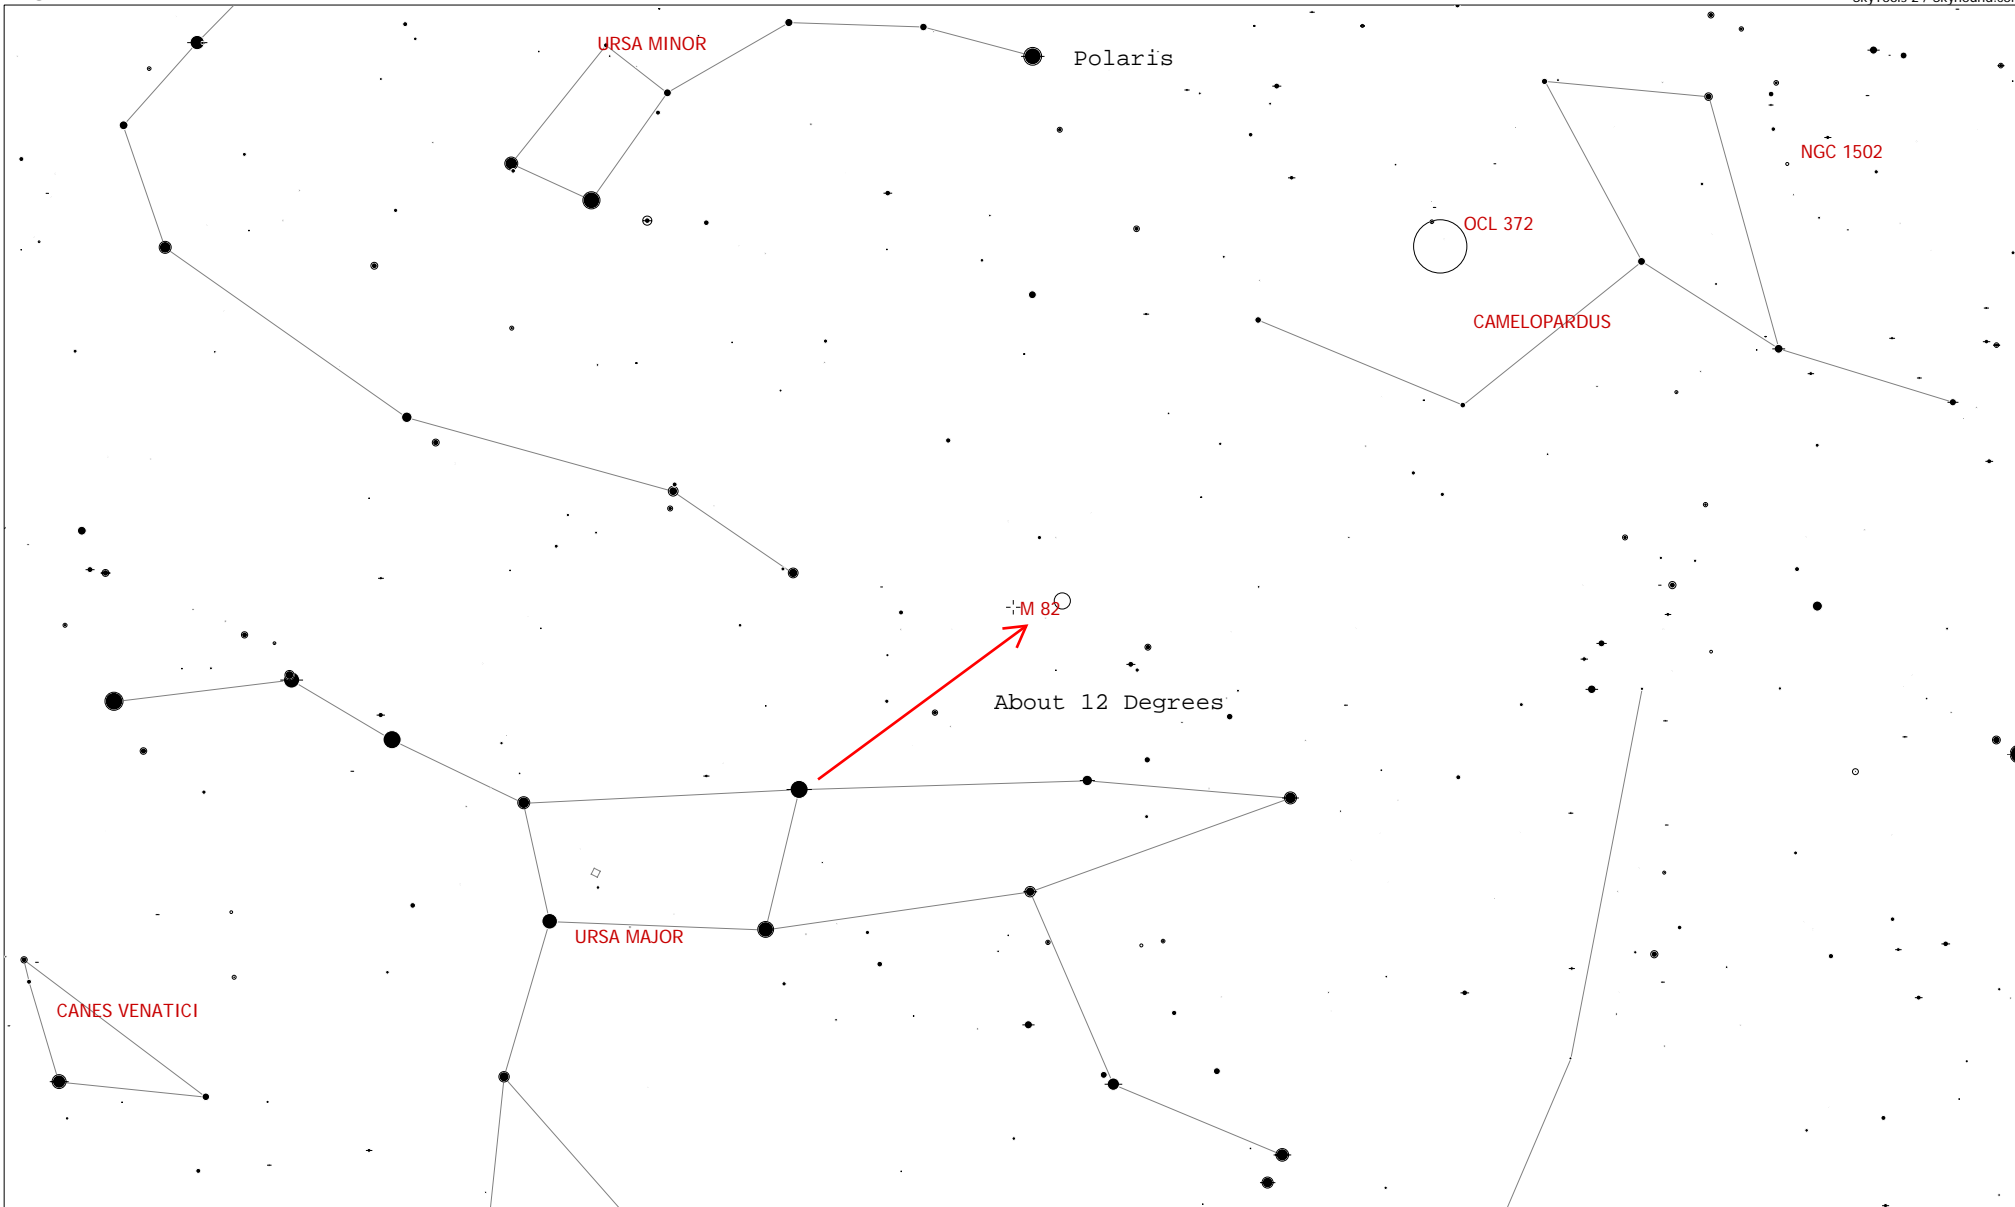 URSA MINOR
Polaris
NGC 1502
OCL 372
CAMELOPARDUS
M 82
About 12 Degrees
URSA MAJOR
CANES VENATICI